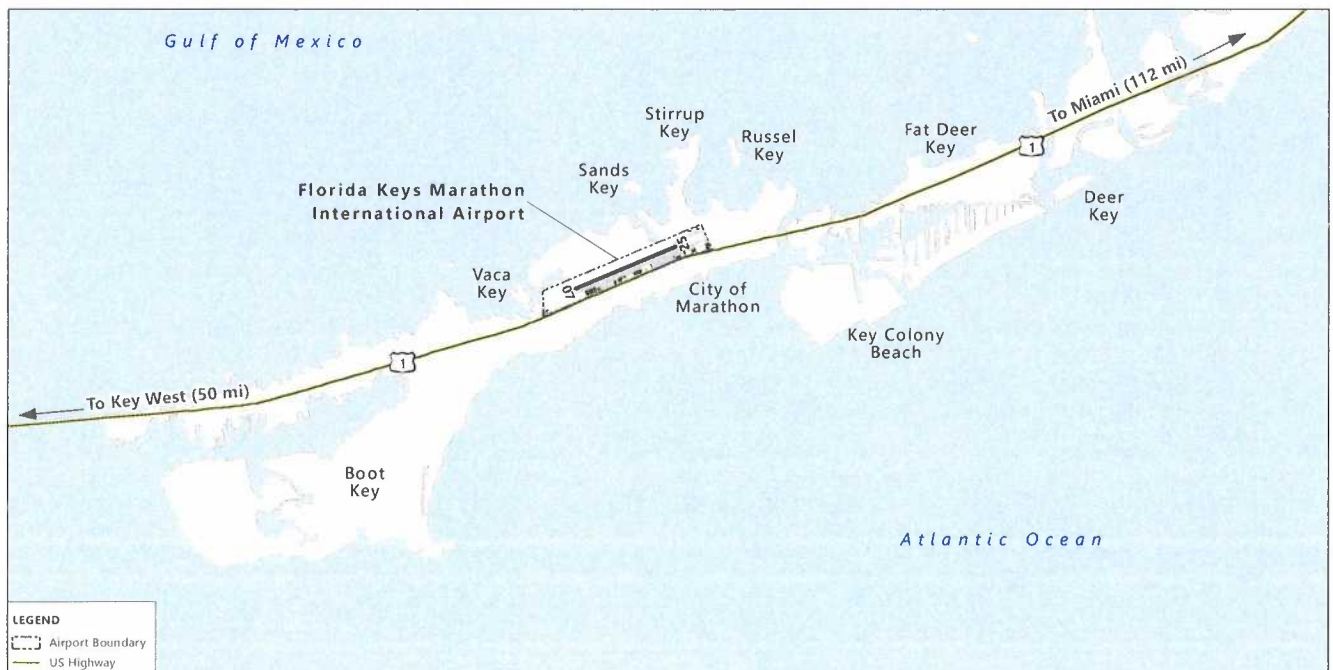 Gulf of Mexico
To Miami (112 mi)
Stirrup
Key
Russel
Key
Fat Deer
Key
1
Sands
Key
Florida Keys Marathon
International Airport
Deer
Key
25
Vaca
Key
07
City of
Marathon
Key Colony
Beach
1
To Key West (50 mi)
Boot
Key
Atlantic Ocean
LEGEND
Airport Boundary
US Highway